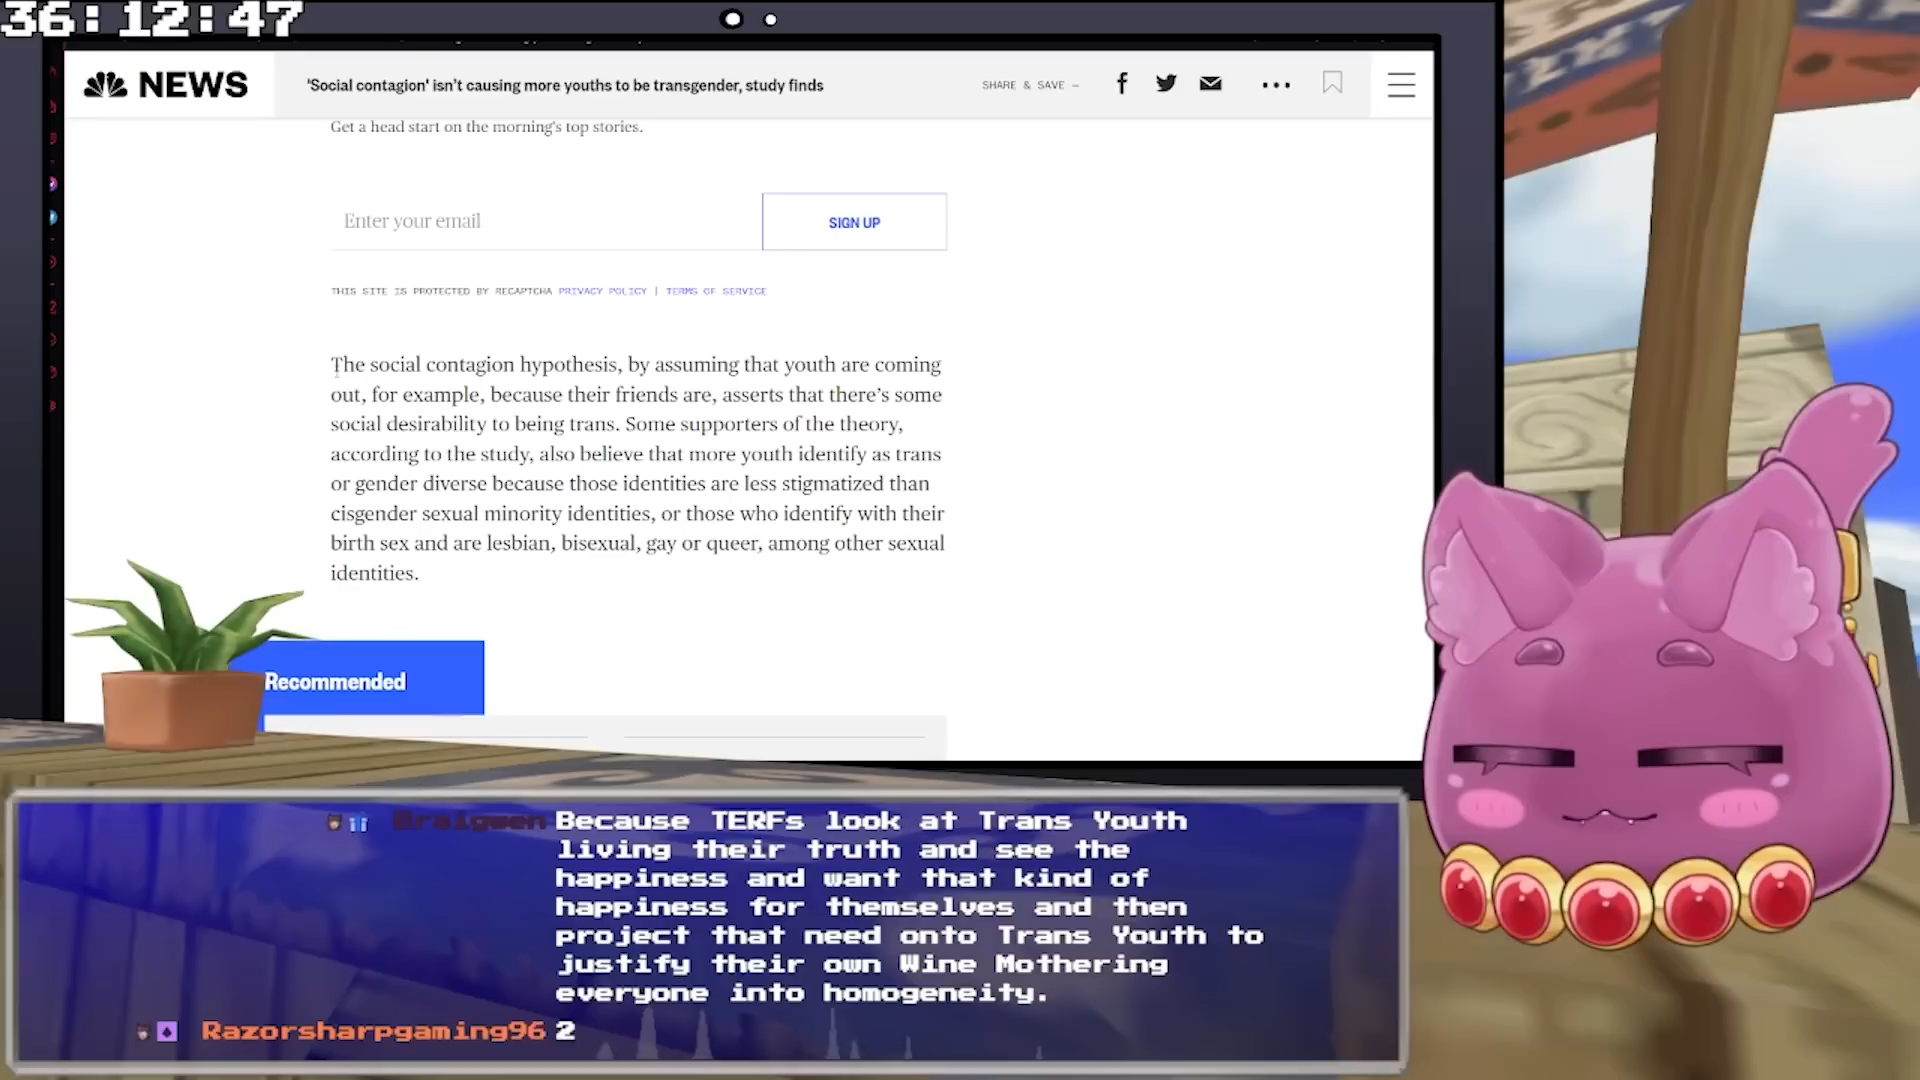 36:12:47
NEWS
'Social contagion' isn't causing more youths to be transgender, study finds
SHARE & SAVE —
Get a head start on the morning's top stories.
Enter your email
SIGN UP
THIS SITE IS PROTECTED BY RECAPTCHA PRIVACY POLICY | TERMS OF SERVICE
The social contagion hypothesis, by assuming that youth are coming
out, for example, because their friends are, asserts that there's some
social desirability to being trans. Some supporters of the theory,
according to the study, also believe that more youth identify as trans
or gender diverse because those identities are less stigmatized than
cisgender sexual minority identities, or those who identify with their
birth sex and are lesbian, bisexual, gay or queer, among other sexual
identities.
Recommended
Braigwen Because TERFs look at Trans Youth
living their truth and see the
happiness and want that kind of
happiness for themselves and then
project that need onto Trans Youth to
justify their own Wine Mothering
everyone into homogeneity.
Razorsharpgaming96 2